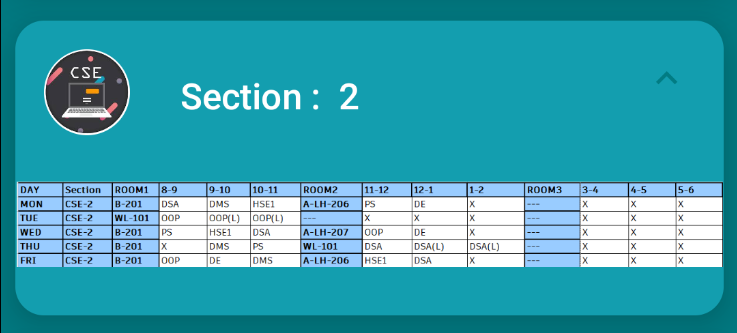 CSE
Section : 2
DAY Section ROOM1 8-9 9-10 10-11 ROOM2 11-12 12-1 1-2 ROOM3 3-4 4-5 5-6
MON CSE-2 B-201 DSA DMS HSE1 A-LH-206 PS DE X --- X X X
TUE CSE-2 WL-101 OOP OOP(L) OOP(L) --- X X X --- X X X
WED CSE-2 B-201 PS HSE1 DSA A-LH-207 OOP DE X --- X X X
THU CSE-2 B-201 X DMS PS WL-101 DSA DSA(L) DSA(L) --- X X X
FRI CSE-2 B-201 OOP DE DMS A-LH-206 HSE1 DSA X --- X X X